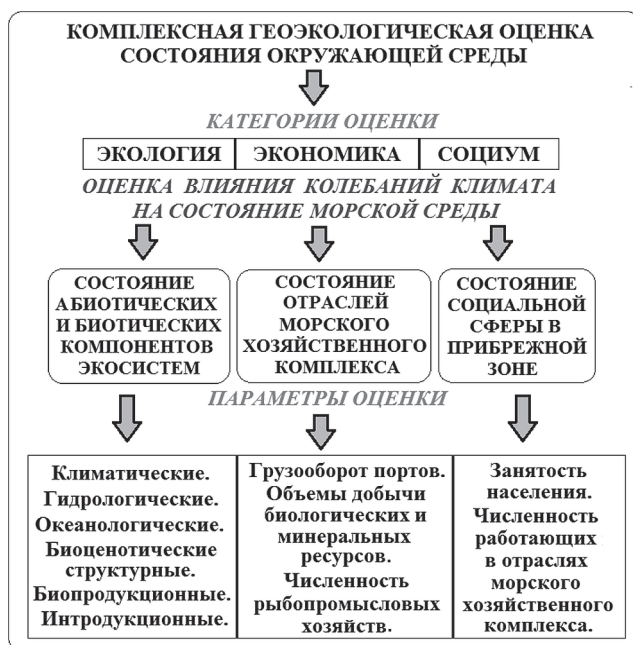 КОМПЛЕКСНАЯ ГЕОЭКОЛОГИЧЕСКАЯ ОЦЕНКА
СОСТОЯНИЯ ОКРУЖАЮЩЕЙ СРЕДЫ
КАТЕГОРИИ ОЦЕНКИ
ЭКОЛОГИЯ ЭКОНОМИКА СОЦИУМ
ОЦЕНКА ВЛИЯНИЯ КОЛЕБАНИЙ КЛИМАТА
НА СОСТОЯНИЕ МОРСКОЙ СРЕДЫ
СОСТОЯНИЕ
АБИОТИЧЕСКИХ
И БИОТИЧЕСКИХ
КОМПОНЕНТОВ
ЭКОСИСТЕМ
СОСТОЯНИЕ
ОТРАСЛЕЙ
МОРСКОГО
ХОЗЯЙСТВЕННОГО
КОМПЛЕКСА
СОСТОЯНИЕ
СОЦИАЛЬНОЙ
СФЕРЫ В
ПРИБРЕЖНОЙ
ЗОНЕ
ПАРАМЕТРЫ ОЦЕНКИ
Климатические.
Гидрологические.
Океанологические.
Биоценотические
структурные.
Биопродукционные.
Интродукционные.
Грузооборот портов.
Объемы добычи
биологических и
минеральных
ресурсов.
Численность
рыбопромысловых
хозяйств.
Занятость
населения.
Численность
работающих
в отраслях
морского
хозяйственного
комплекса.